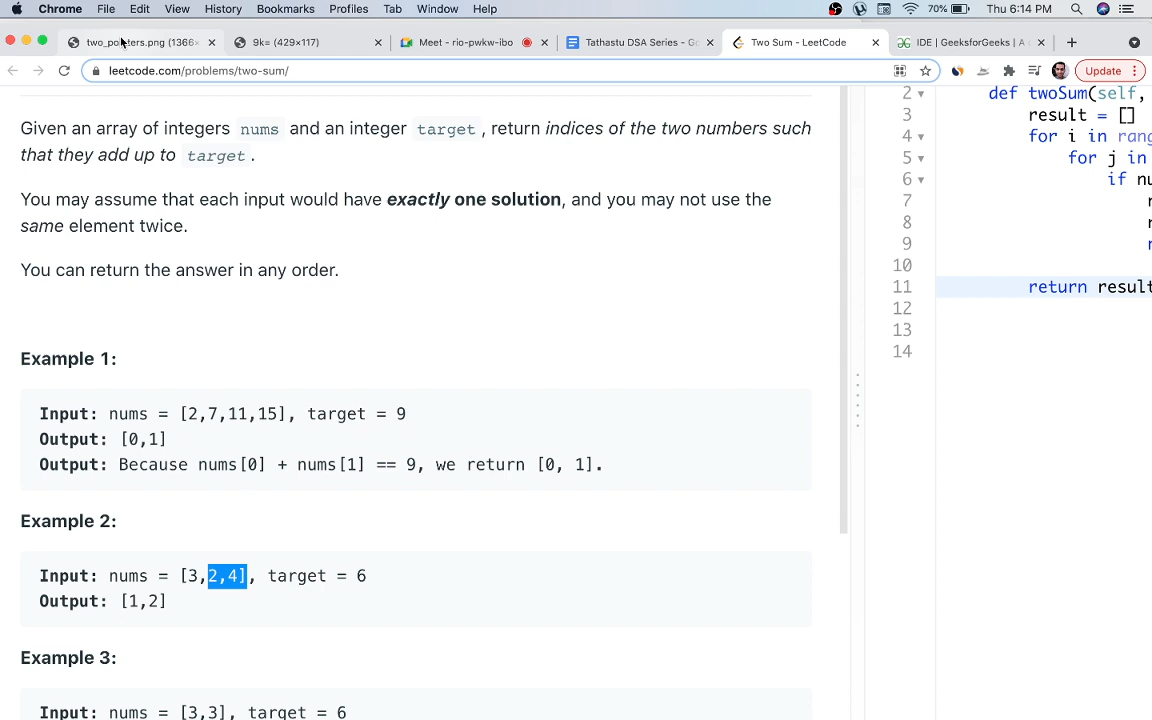 Chrome File Edit View History Bookmarks Profiles Tab Window Help 70% Thu 6:14 PM
two_pointers.png (1366× 9k= (429×117) Meet - rio-pwkw-ibo Tathastu DSA Series - Go Two Sum - LeetCode IDE | GeeksforGeeks | A c
leetcode.com/problems/two-sum/ Update
Given an array of integers nums and an integer target, return indices of the two numbers such
that they add up to target.
You may assume that each input would have exactly one solution, and you may not use the
same element twice.
You can return the answer in any order.
Example 1:
Input: nums = [2,7,11,15], target = 9
Output: [0,1]
Output: Because nums[0] + nums[1] == 9, we return [0, 1].
Example 2:
Input: nums = [3,2,4], target = 6
Output: [1,2]
Example 3:
Input: nums = [3,3], target = 6
2 def twoSum(self,
3 result = []
4 for i in rang
5 for j in
6 if nu
7 r
8 r
9 r
10
11 return result
12
13
14